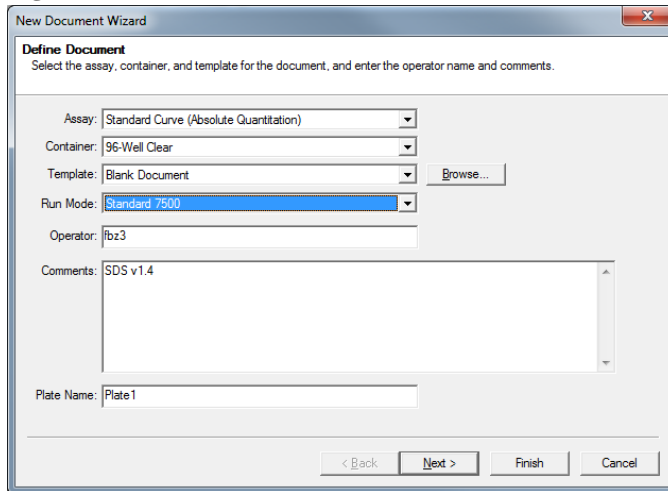 New Document Wizard
Define Document
Select the assay, container, and template for the document, and enter the operator name and comments.
Assay: Standard Curve (Absolute Quantitation)
Container: 96-Well Clear
Template: Blank Document Browse...
Run Mode: Standard 7500
Operator: fbz3
Comments: SDS v1.4
Plate Name: Plate1
< Back Next > Finish Cancel